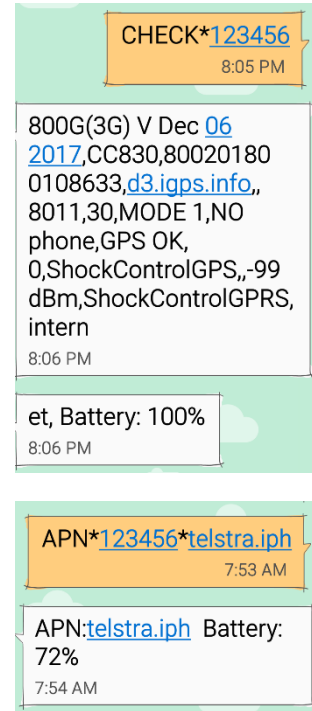 CHECK*123456
8:05 PM
800G(3G) V Dec 06
2017,CC830,80020180
0108633,d3.igps.info,,
8011,30,MODE 1,NO
phone,GPS OK,
0,ShockControlGPS,,-99
dBm,ShockControlGPRS,
intern
8:06 PM
et, Battery: 100%
8:06 PM
APN*123456*telstra.iph
7:53 AM
APN:telstra.iph  Battery:
72%
7:54 AM